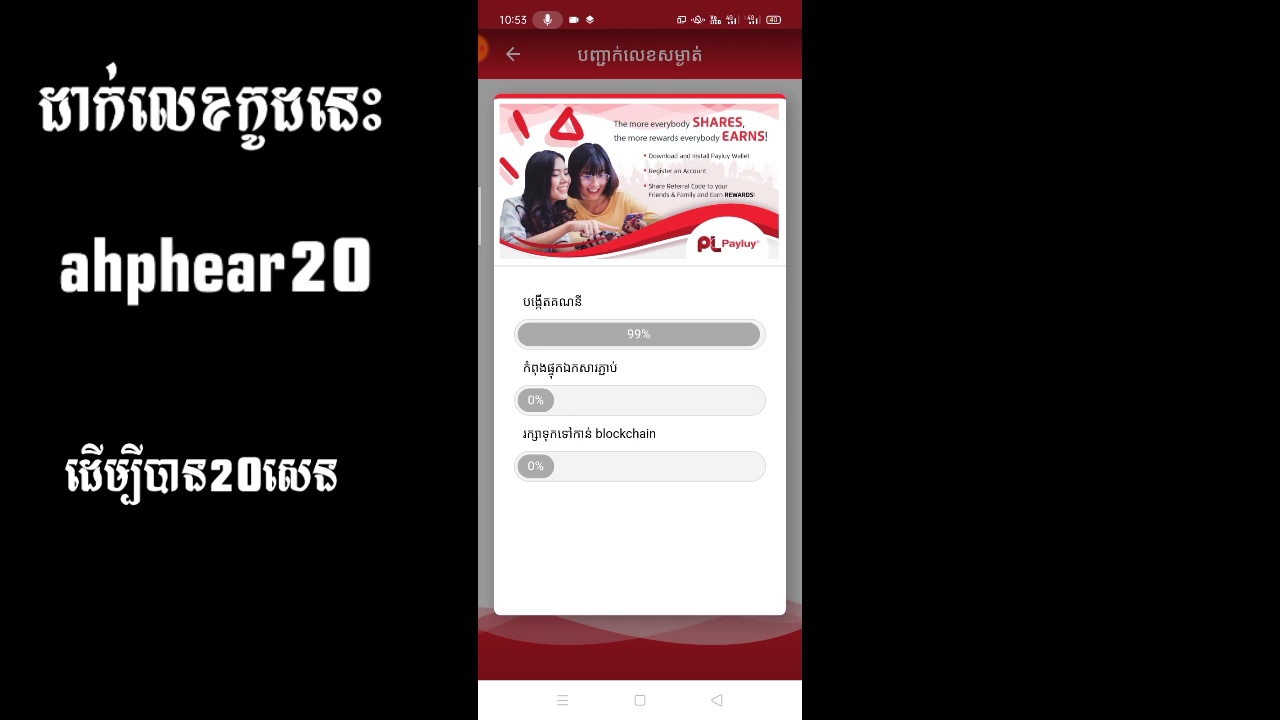 ដាក់លេខកូដនេះ
ahphear20
ដើម្បីបាន20សេន
10:53
4G
4G
40
បញ្ជាក់លេខសម្ងាត់
The more everybody SHARES,
the more rewards everybody EARNS!
• Download and Install Payluy Wallet
• Register an Account
• Share Referral Code to your
Friends & Family and Earn REWARDS!
PL Payluy®
បង្កើតគណនី
99%
កំពុងផ្ទុកឯកសារភ្ជាប់
0%
រក្សាទុកទៅកាន់ blockchain
0%